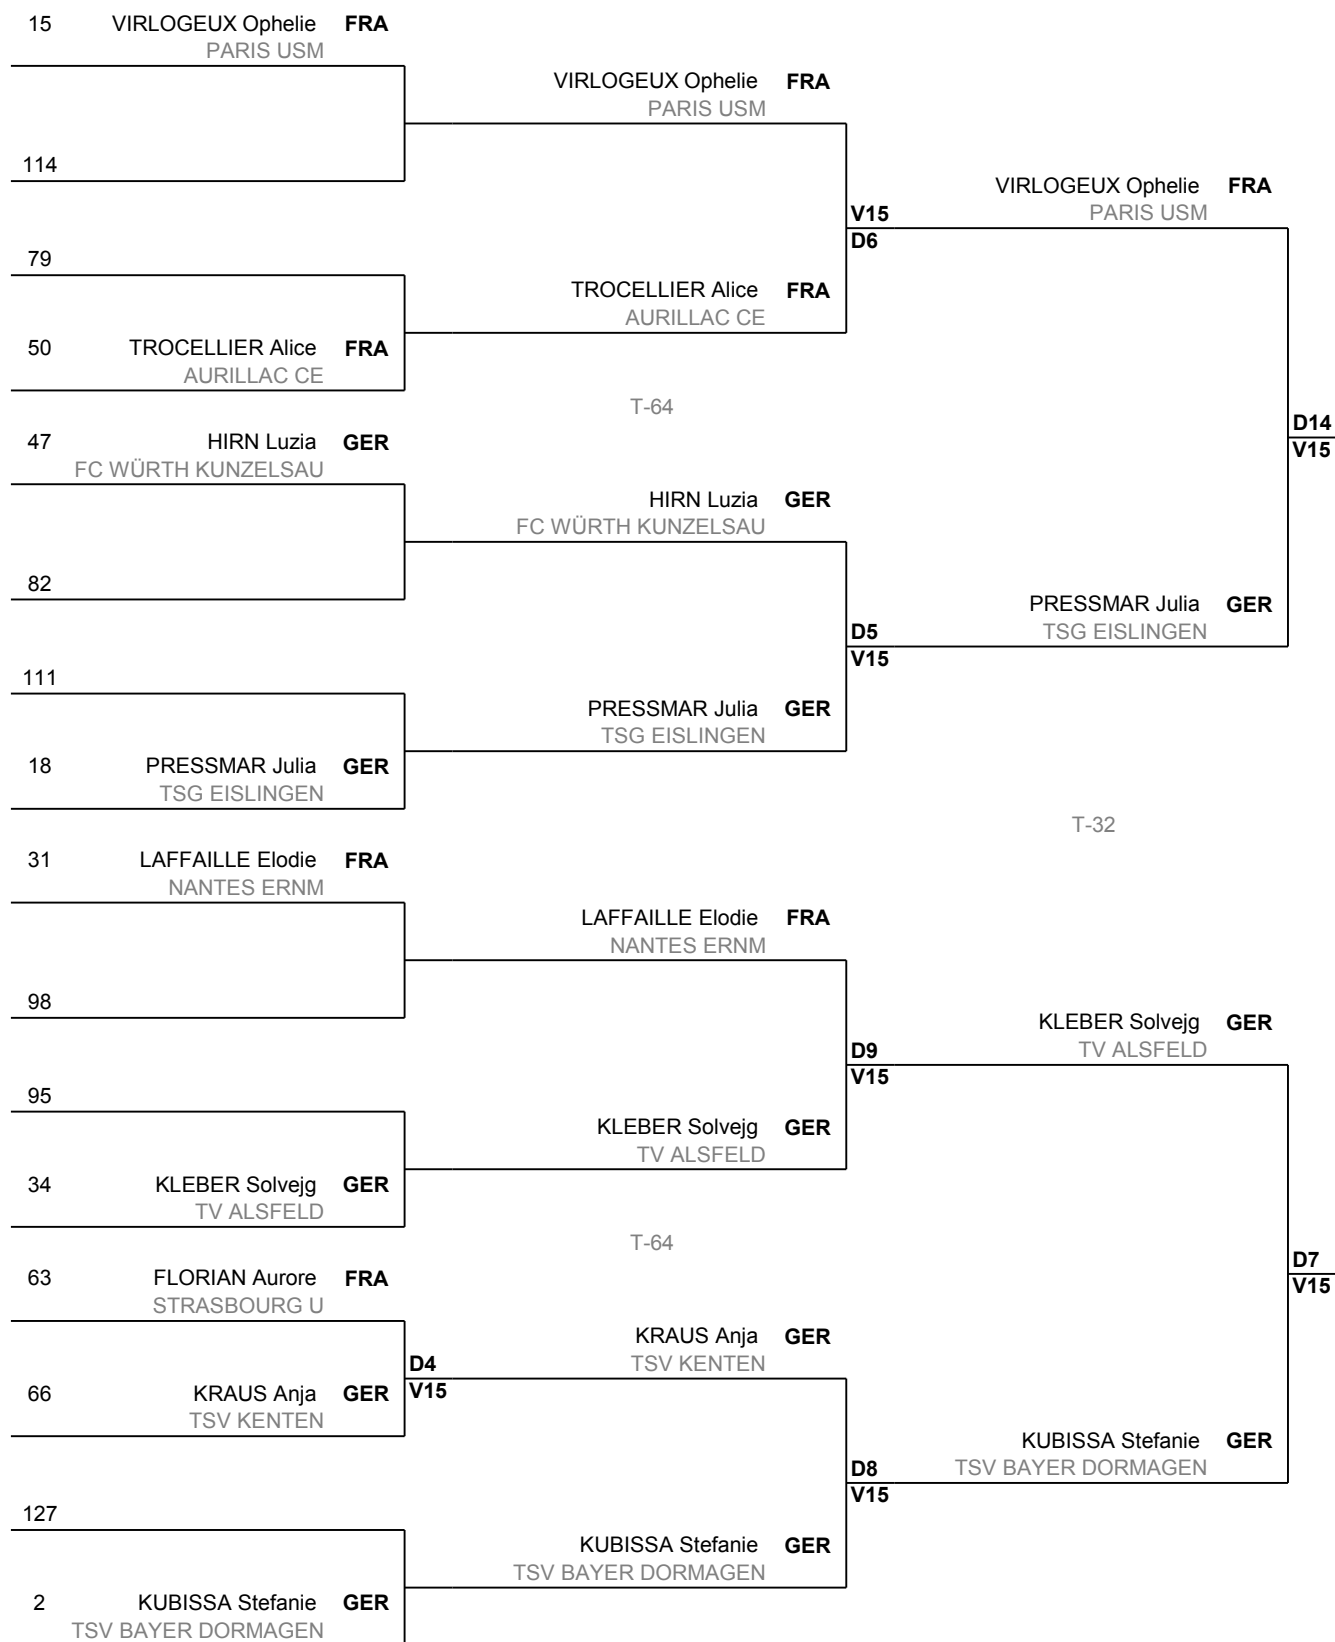 15 VIRLOGEUX Ophelie FRA
PARIS USM
VIRLOGEUX Ophelie FRA
PARIS USM
114
VIRLOGEUX Ophelie FRA
PARIS USM
V15
D6
79
TROCELLIER Alice FRA
AURILLAC CE
50 TROCELLIER Alice FRA
AURILLAC CE
T-64
D14
V15
47 HIRN Luzia GER
FC WÜRTH KUNZELSAU
HIRN Luzia GER
FC WÜRTH KUNZELSAU
82
PRESSMAR Julia GER
TSG EISLINGEN
D5
V15
111
PRESSMAR Julia GER
TSG EISLINGEN
18 PRESSMAR Julia GER
TSG EISLINGEN
T-32
31 LAFFAILLE Elodie FRA
NANTES ERNM
LAFFAILLE Elodie FRA
NANTES ERNM
98
KLEBER Solvejg GER
TV ALSFELD
D9
V15
95
KLEBER Solvejg GER
TV ALSFELD
34 KLEBER Solvejg GER
TV ALSFELD
T-64
D7
V15
63 FLORIAN Aurore FRA
STRASBOURG U
KRAUS Anja GER
TSV KENTEN
D4
V15
66 KRAUS Anja GER
TSV KENTEN
KUBISSA Stefanie GER
TSV BAYER DORMAGEN
D8
V15
127
KUBISSA Stefanie GER
TSV BAYER DORMAGEN
2 KUBISSA Stefanie GER
TSV BAYER DORMAGEN